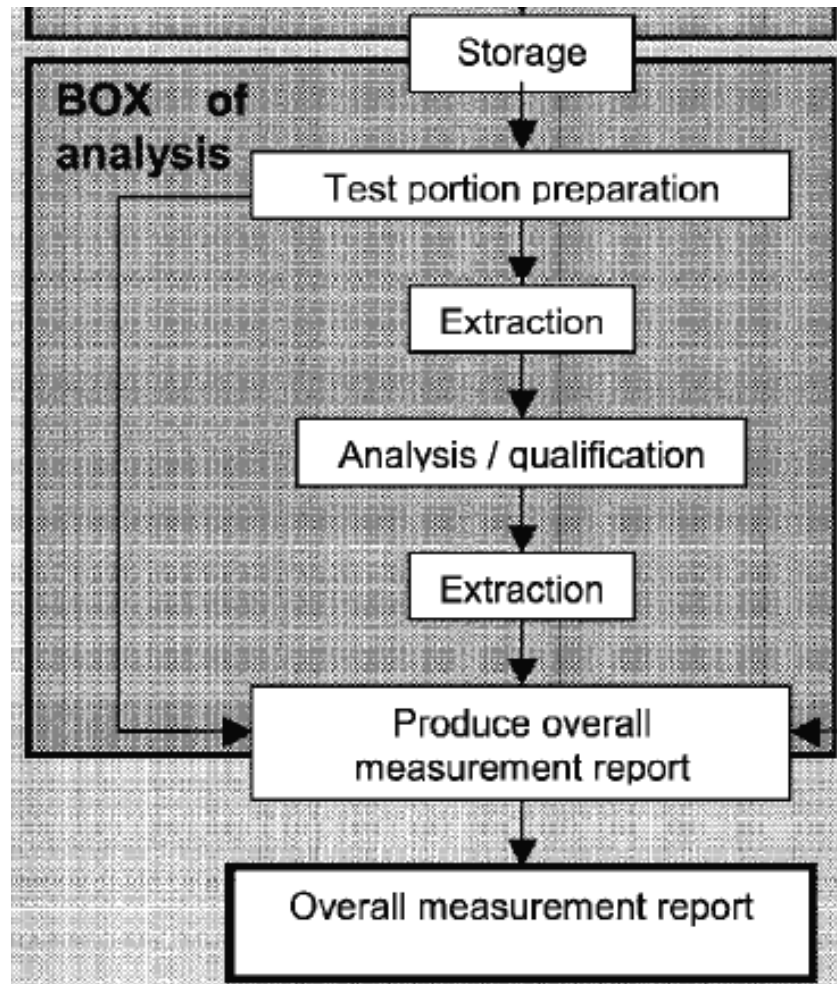 Storage
BOX of
analysis
Test portion preparation
Extraction
Analysis / qualification
Extraction
Produce overall
measurement report
Overall measurement report